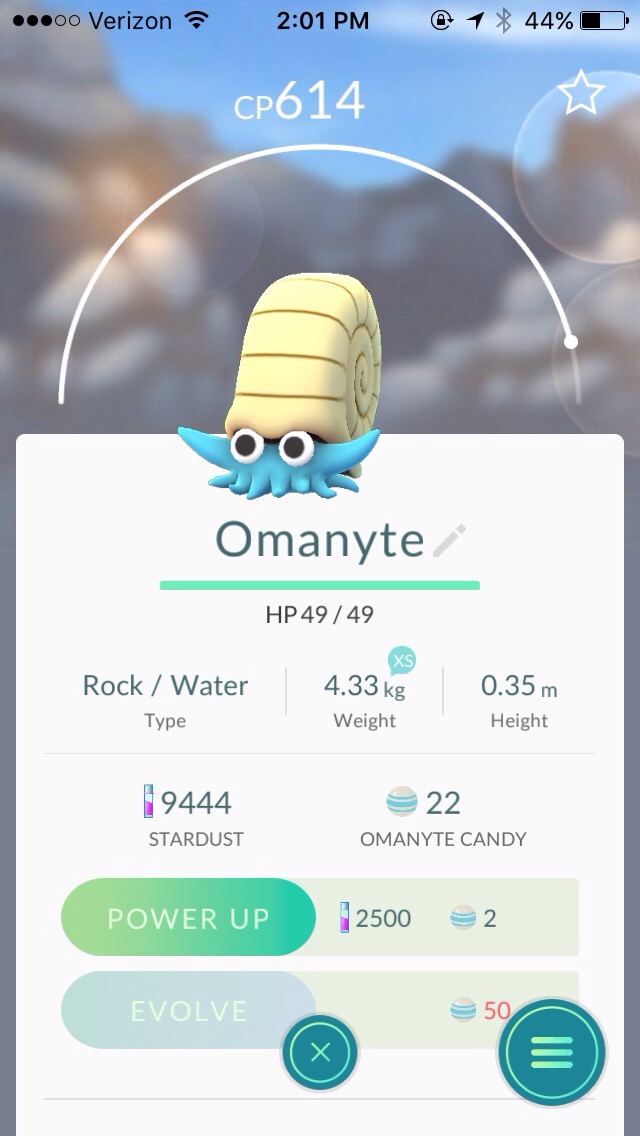 Verizon 2:01 PM 44%
CP614
Omanyte
HP 49 / 49
XS
Rock / Water 4.33 kg 0.35 m
Type Weight Height
9444 22
STARDUST OMANYTE CANDY
POWER UP 2500 2
EVOLVE 50